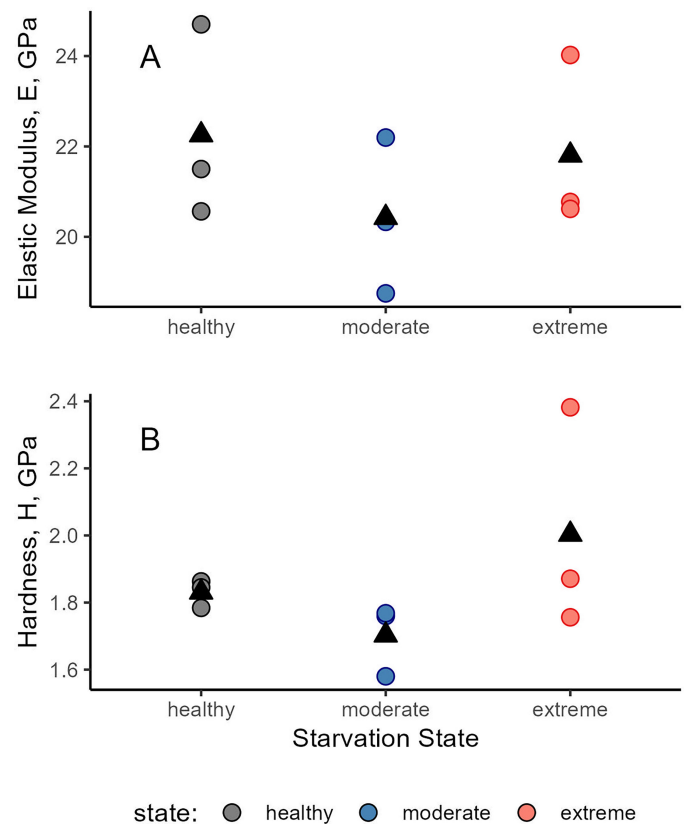 A
Elastic Modulus, E, GPa
24
22
20
healthy moderate extreme
B
Hardness, H, GPa
2.4
2.2
2.0
1.8
1.6
healthy moderate extreme
Starvation State
state: healthy moderate extreme